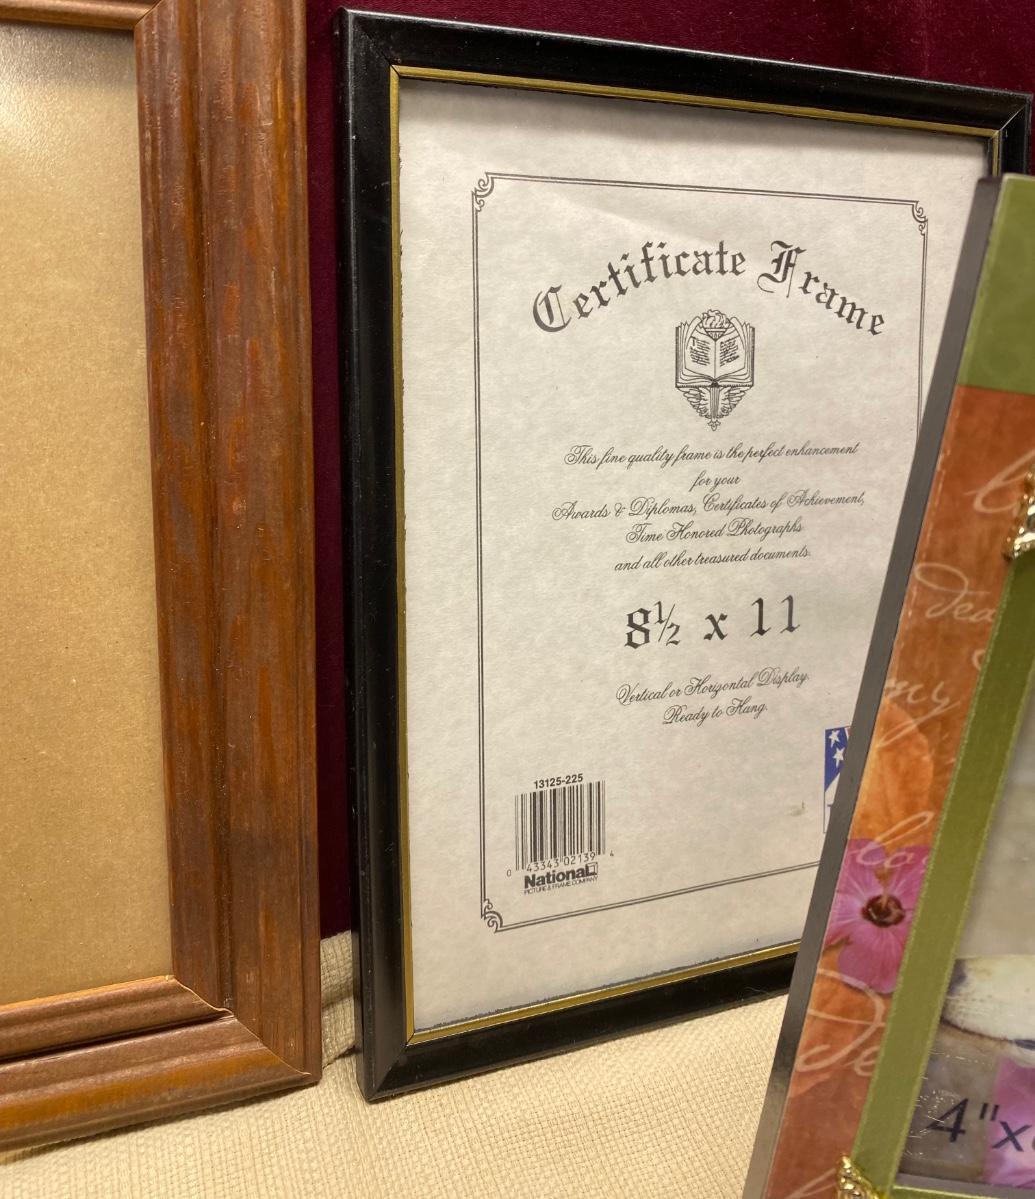 Certificate Frame
This fine quality frame is the perfect enhancement
for your
Awards & Diplomas, Certificates of Achievement,
Time Honored Photographs
and all other treasured documents.
8½ x 11
Vertical or Horizontal Display.
Ready to Hang.
13125-225
0 43343 02139 4
National
PICTURE & FRAME COMPANY
my
4"x